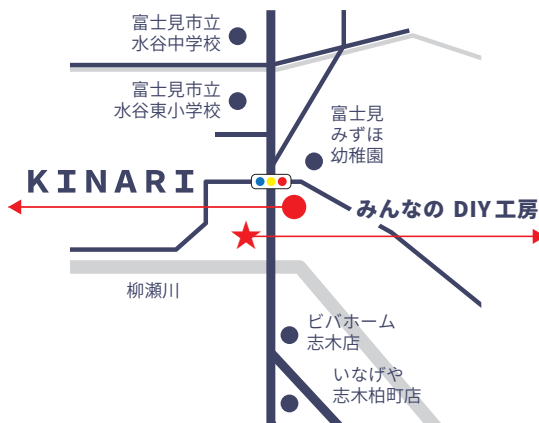 富士見市立
水谷中学校
富士見市立
水谷東小学校
富士見
みずほ
幼稚園
KINARI
みんなの DIY工房
柳瀬川
ビバホーム
志木店
いなげや
志木柏町店